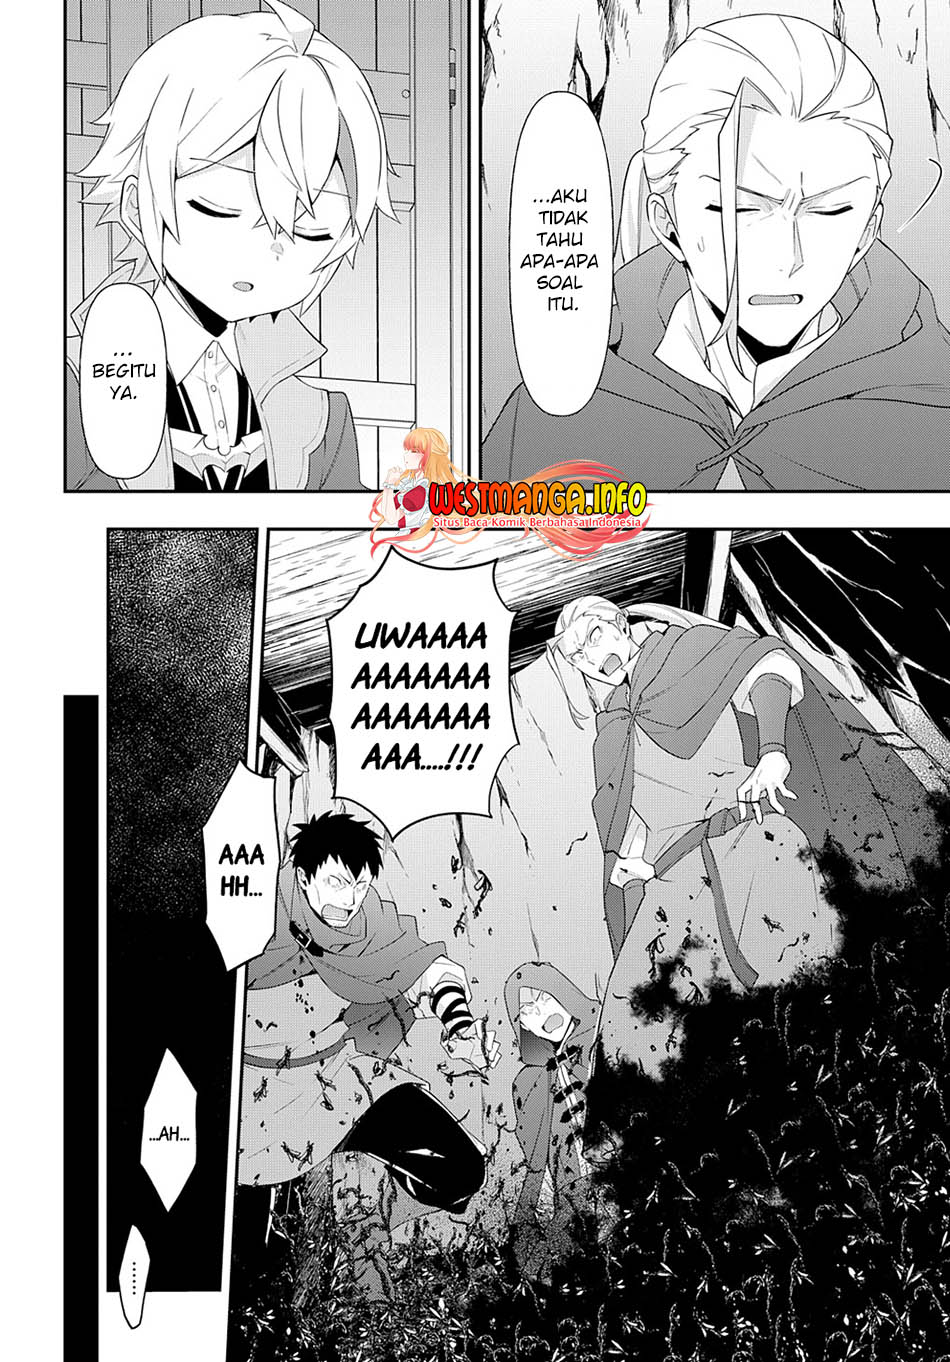 ...AKU
TIDAK
TAHU
APA-APA
SOAL
ITU.
...
BEGITU
YA.
WESTMANGA.INFO
Situs Baca Komik Berbahasa Indonesia
UWAAAA
AAAAAAA
AAAAAAA
AAA....!!!
AAA
HH...
...AH...
......